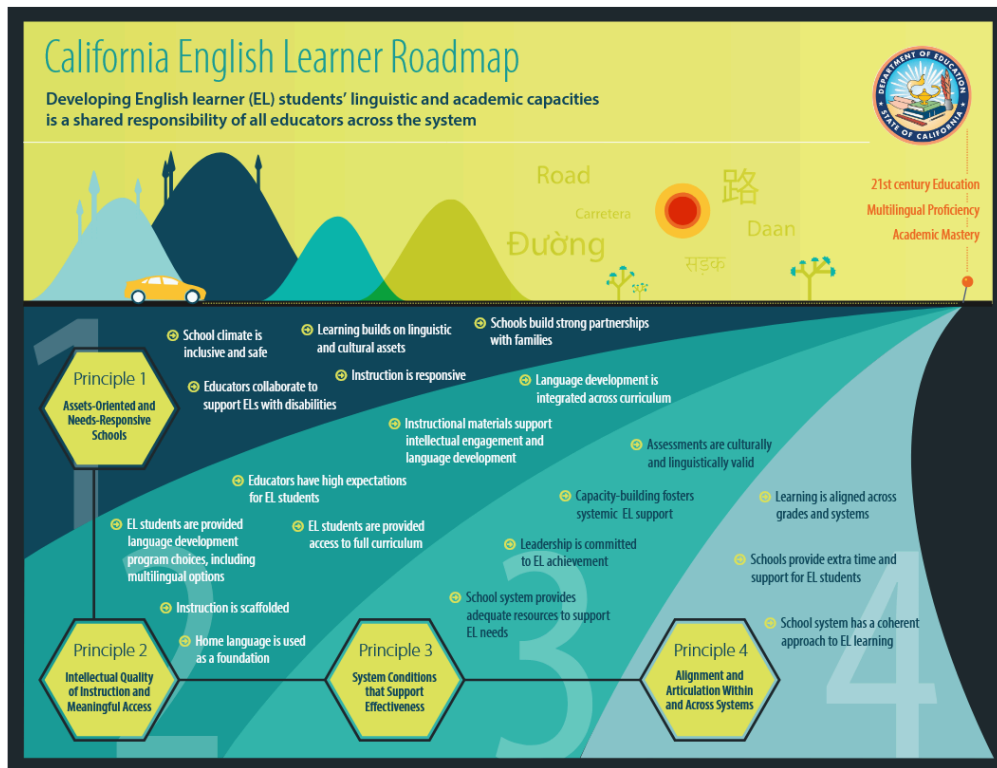 California English Learner Roadmap
Developing English learner (EL) students' linguistic and academic capacities
is a shared responsibility of all educators across the system
DEPARTMENT OF EDUCATION
STATE OF CALIFORNIA
Road
路
Carretera
Đường
Daan
सड़क
21st century Education
Multilingual Proficiency
Academic Mastery
1
Principle 1
Assets-Oriented and
Needs-Responsive
Schools
School climate is
inclusive and safe
Learning builds on linguistic
and cultural assets
Schools build strong partnerships
with families
Educators collaborate to
support ELs with disabilities
Instruction is responsive
2
Principle 2
Intellectual Quality
of Instruction and
Meaningful Access
Language development is
integrated across curriculum
Instructional materials support
intellectual engagement and
language development
Educators have high expectations
for EL students
EL students are provided
language development
program choices, including
multilingual options
EL students are provided
access to full curriculum
Instruction is scaffolded
Home language is used
as a foundation
3
Principle 3
System Conditions
that Support
Effectiveness
Assessments are culturally
and linguistically valid
Capacity-building fosters
systemic EL support
Leadership is committed
to EL achievement
School system provides
adequate resources to support
EL needs
4
Principle 4
Alignment and
Articulation Within
and Across Systems
Learning is aligned across
grades and systems
Schools provide extra time and
support for EL students
School system has a coherent
approach to EL learning